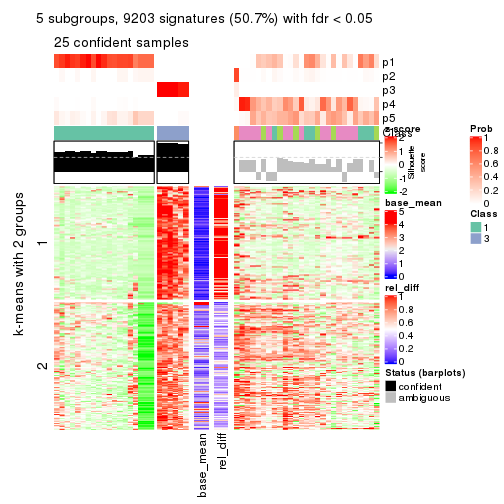 5 subgroups, 9203 signatures (50.7%) with fdr < 0.05
25 confident samples
p1
p2
p3
p4
p5
Class
Silhouette
score
k-means with 2 groups
1
2
base_mean
rel_diff
z-score
2
1
0
-1
-2
base_mean
5
4
3
2
1
0
rel_diff
1
0.8
0.6
0.4
0.2
0
Status (barplots)
confident
ambiguous
Prob
1
0.8
0.6
0.4
0.2
0
Class
1
3